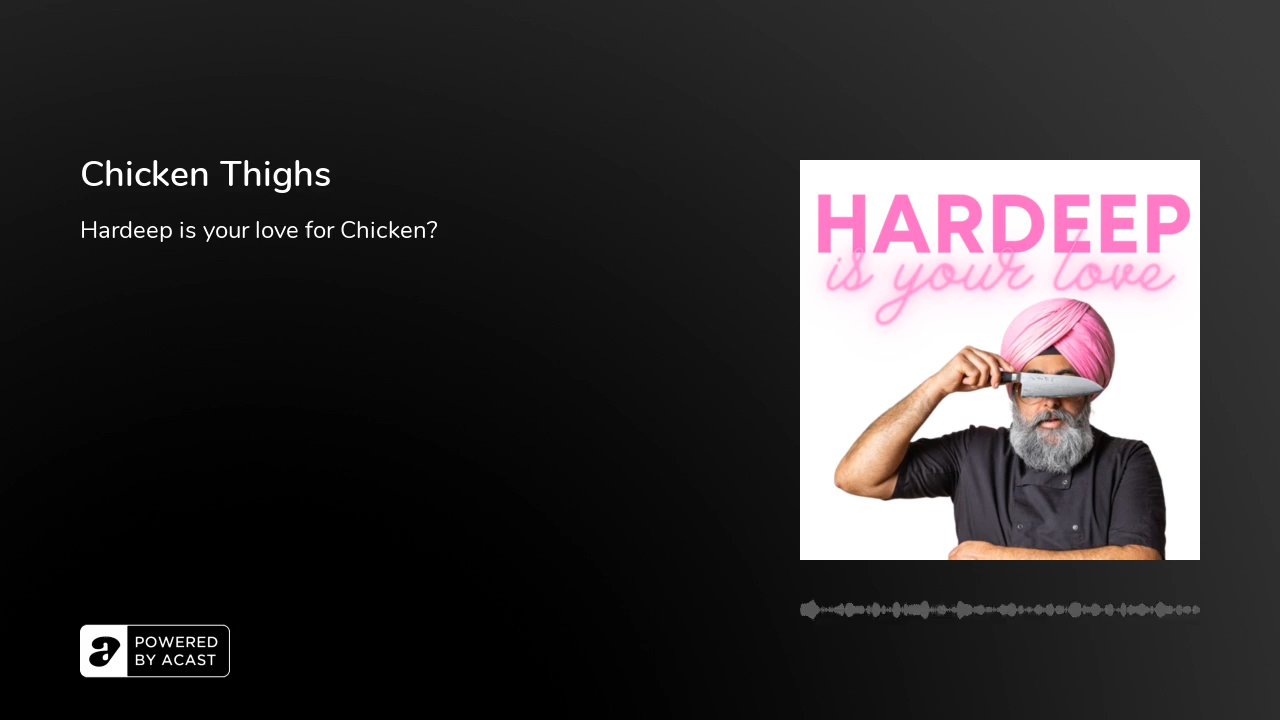 Chicken Thighs
Hardeep is your love for Chicken?
HARDEEP
is your love
POWERED
BY ACAST